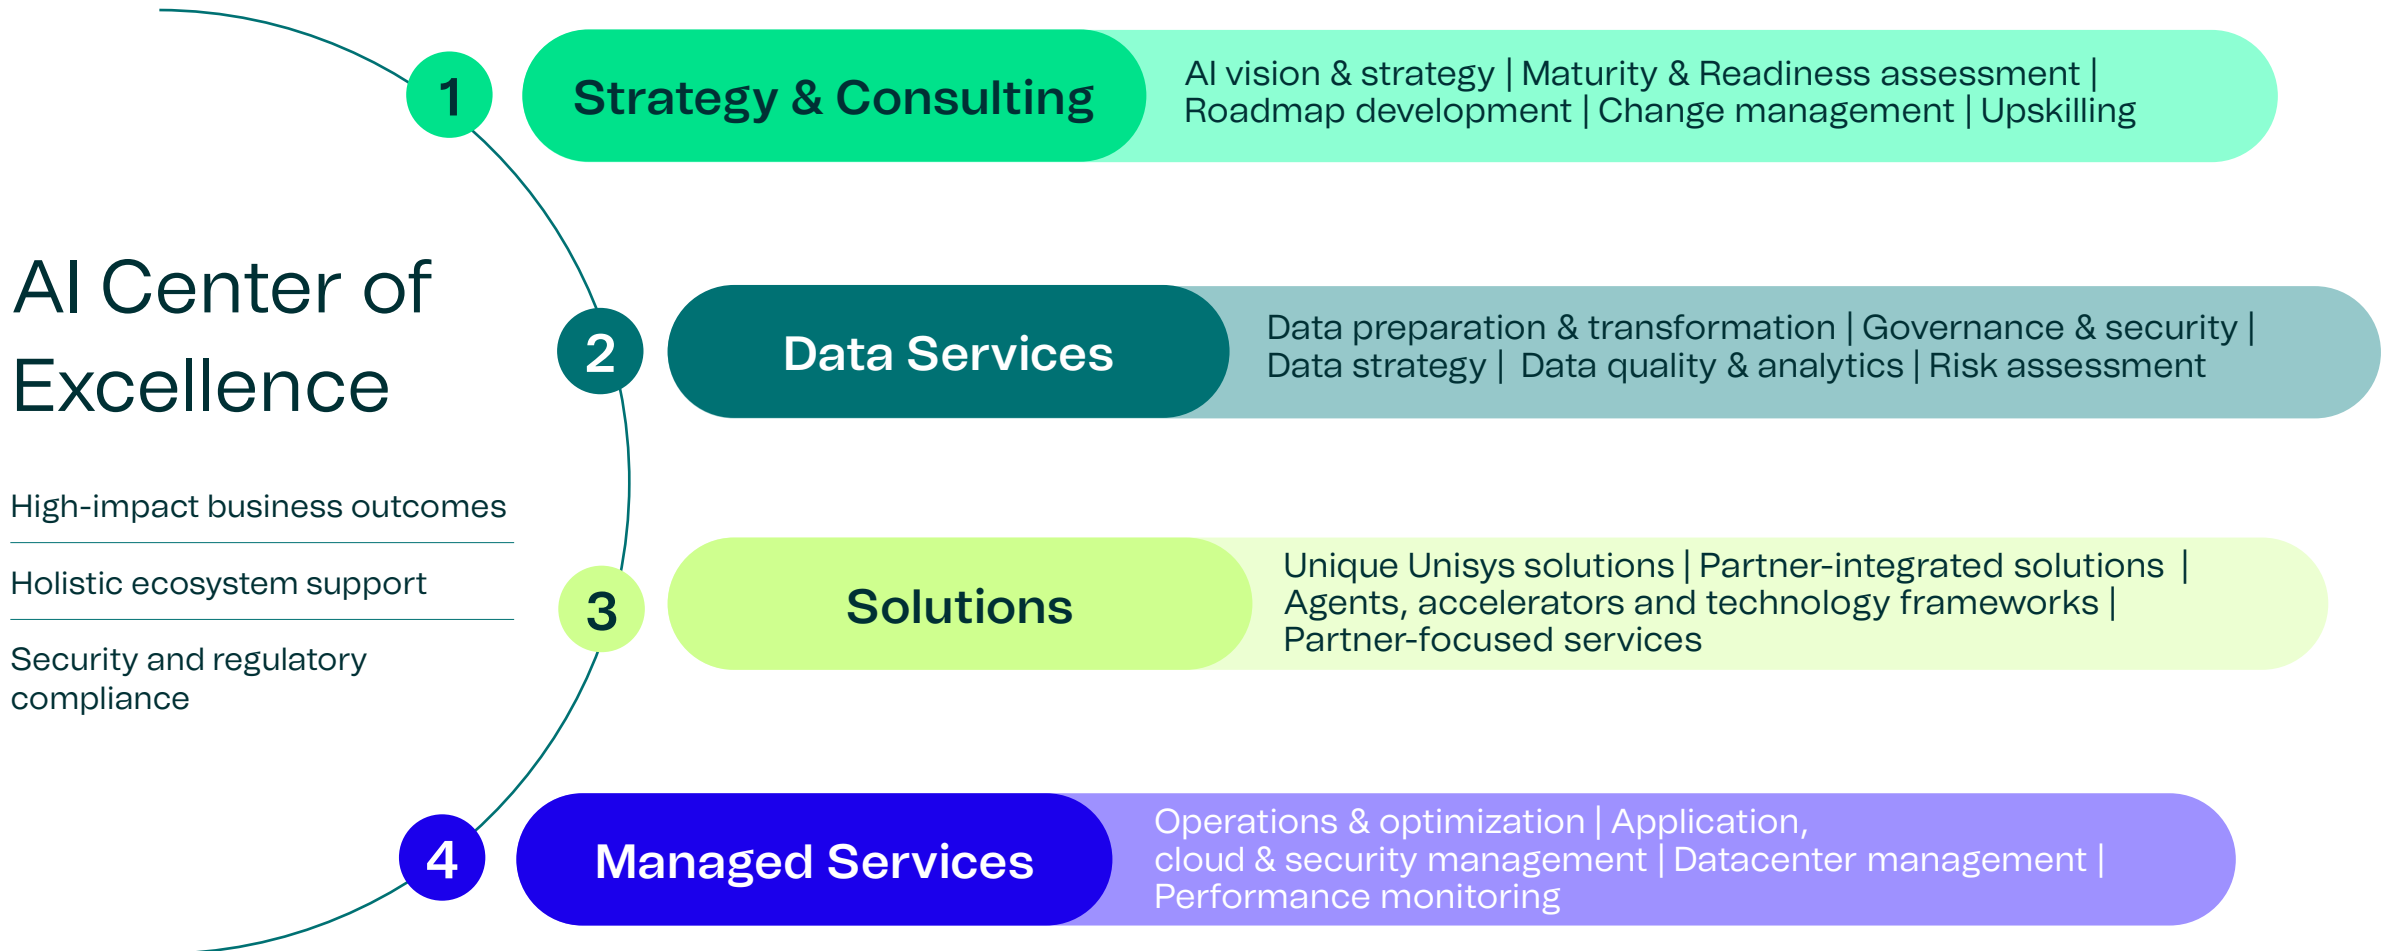 AI Center of
Excellence
High-impact business outcomes
Holistic ecosystem support
Security and regulatory
compliance
1
Strategy & Consulting
AI vision & strategy | Maturity & Readiness assessment |
Roadmap development | Change management | Upskilling
2
Data Services
Data preparation & transformation | Governance & security |
Data strategy | Data quality & analytics | Risk assessment
3
Solutions
Unique Unisys solutions | Partner-integrated solutions |
Agents, accelerators and technology frameworks |
Partner-focused services
4
Managed Services
Operations & optimization | Application,
cloud & security management | Datacenter management |
Performance monitoring